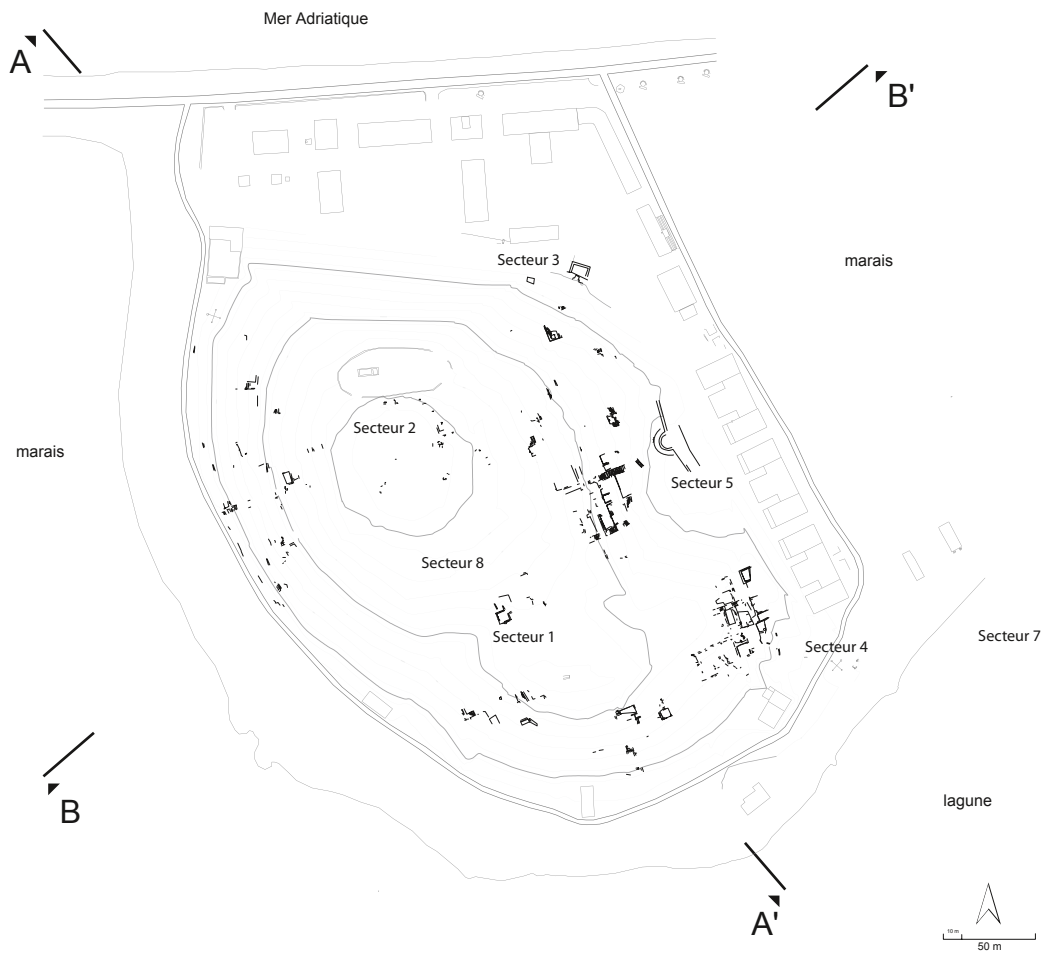 Mer Adriatique
A
B'
Secteur 3
marais
Secteur 2
marais
Secteur 5
Secteur 8
Secteur 1
Secteur 7
Secteur 4
B
lagune
A'
10 m
50 m